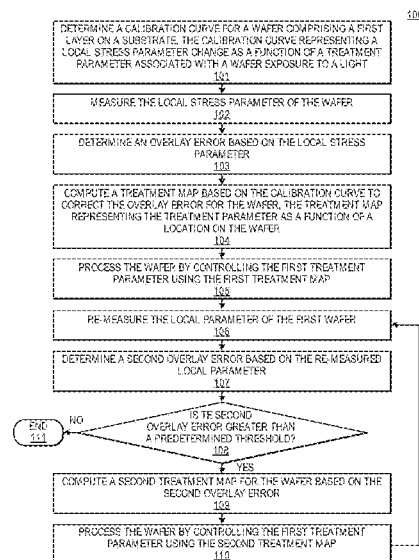 100
DETERMINE A CALIBRATION CURVE FOR A WAFER COMPRISING A FIRST
LAYER ON A SUBSTRATE, THE CALIBRATION CURVE REPRESENTING A
LOCAL STRESS PARAMETER CHANGE AS A FUNCTION OF A TREATMENT
PARAMETER ASSOCIATED WITH A WAFER EXPOSURE TO A LIGHT
101
MEASURE THE LOCAL STRESS PARAMETER OF THE WAFER
102
DETERMINE AN OVERLAY ERROR BASED ON THE LOCAL STRESS
PARAMETER
103
COMPUTE A TREATMENT MAP BASED ON THE CALIBRATION CURVE TO
CORRECT THE OVERLAY ERROR FOR THE WAFER, THE TREATMENT MAP
REPRESENTING THE TREATMENT PARAMETER AS A FUNCTION OF A
LOCATION ON THE WAFER
104
PROCESS THE WAFER BY CONTROLLING THE FIRST TREATMENT
PARAMETER USING THE FIRST TREATMENT MAP
105
RE-MEASURE THE LOCAL PARAMETER OF THE FIRST WAFER
106
DETERMINE A SECOND OVERLAY ERROR BASED ON THE RE-MEASURED
LOCAL PARAMETER
107
IS TE SECOND
OVERLAY ERROR GREATER THAN
A PREDETERMINED THRESHOLD?
108
NO
END
111
YES
COMPUTE A SECOND TREATMENT MAP FOR THE WAFER BASED ON THE
SECOND OVERLAY ERROR
109
PROCESS THE WAFER BY CONTROLLING THE FIRST TREATMENT
PARAMETER USING THE SECOND TREATMENT MAP
110